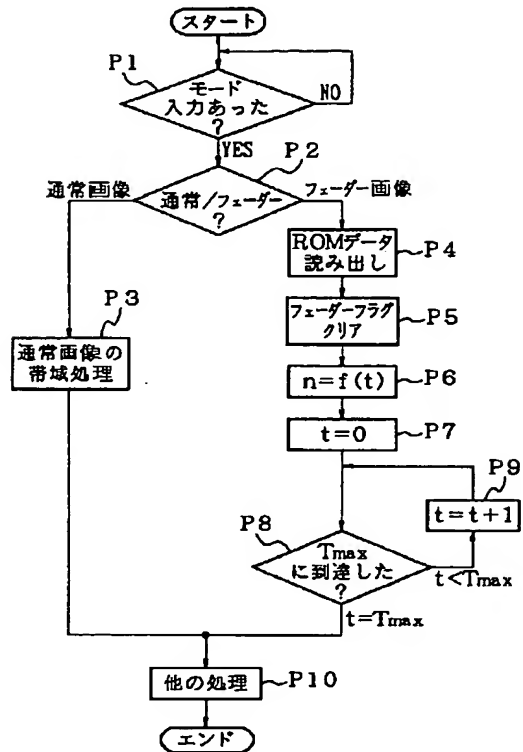 スタート
P1
モード
入力あった
?
NO
YES
P2
通常画像
通常/フェーダー
?
フェーダー画像
ROMデータ
読み出し
P4
P3
フェーダーフラグ
クリア
P5
通常画像の
帯域処理
n=f(t)
P6
t=0
P7
P9
t=t+1
P8
Tmax
に到達した
?
t<Tmax
t=Tmax
他の処理
P10
エンド